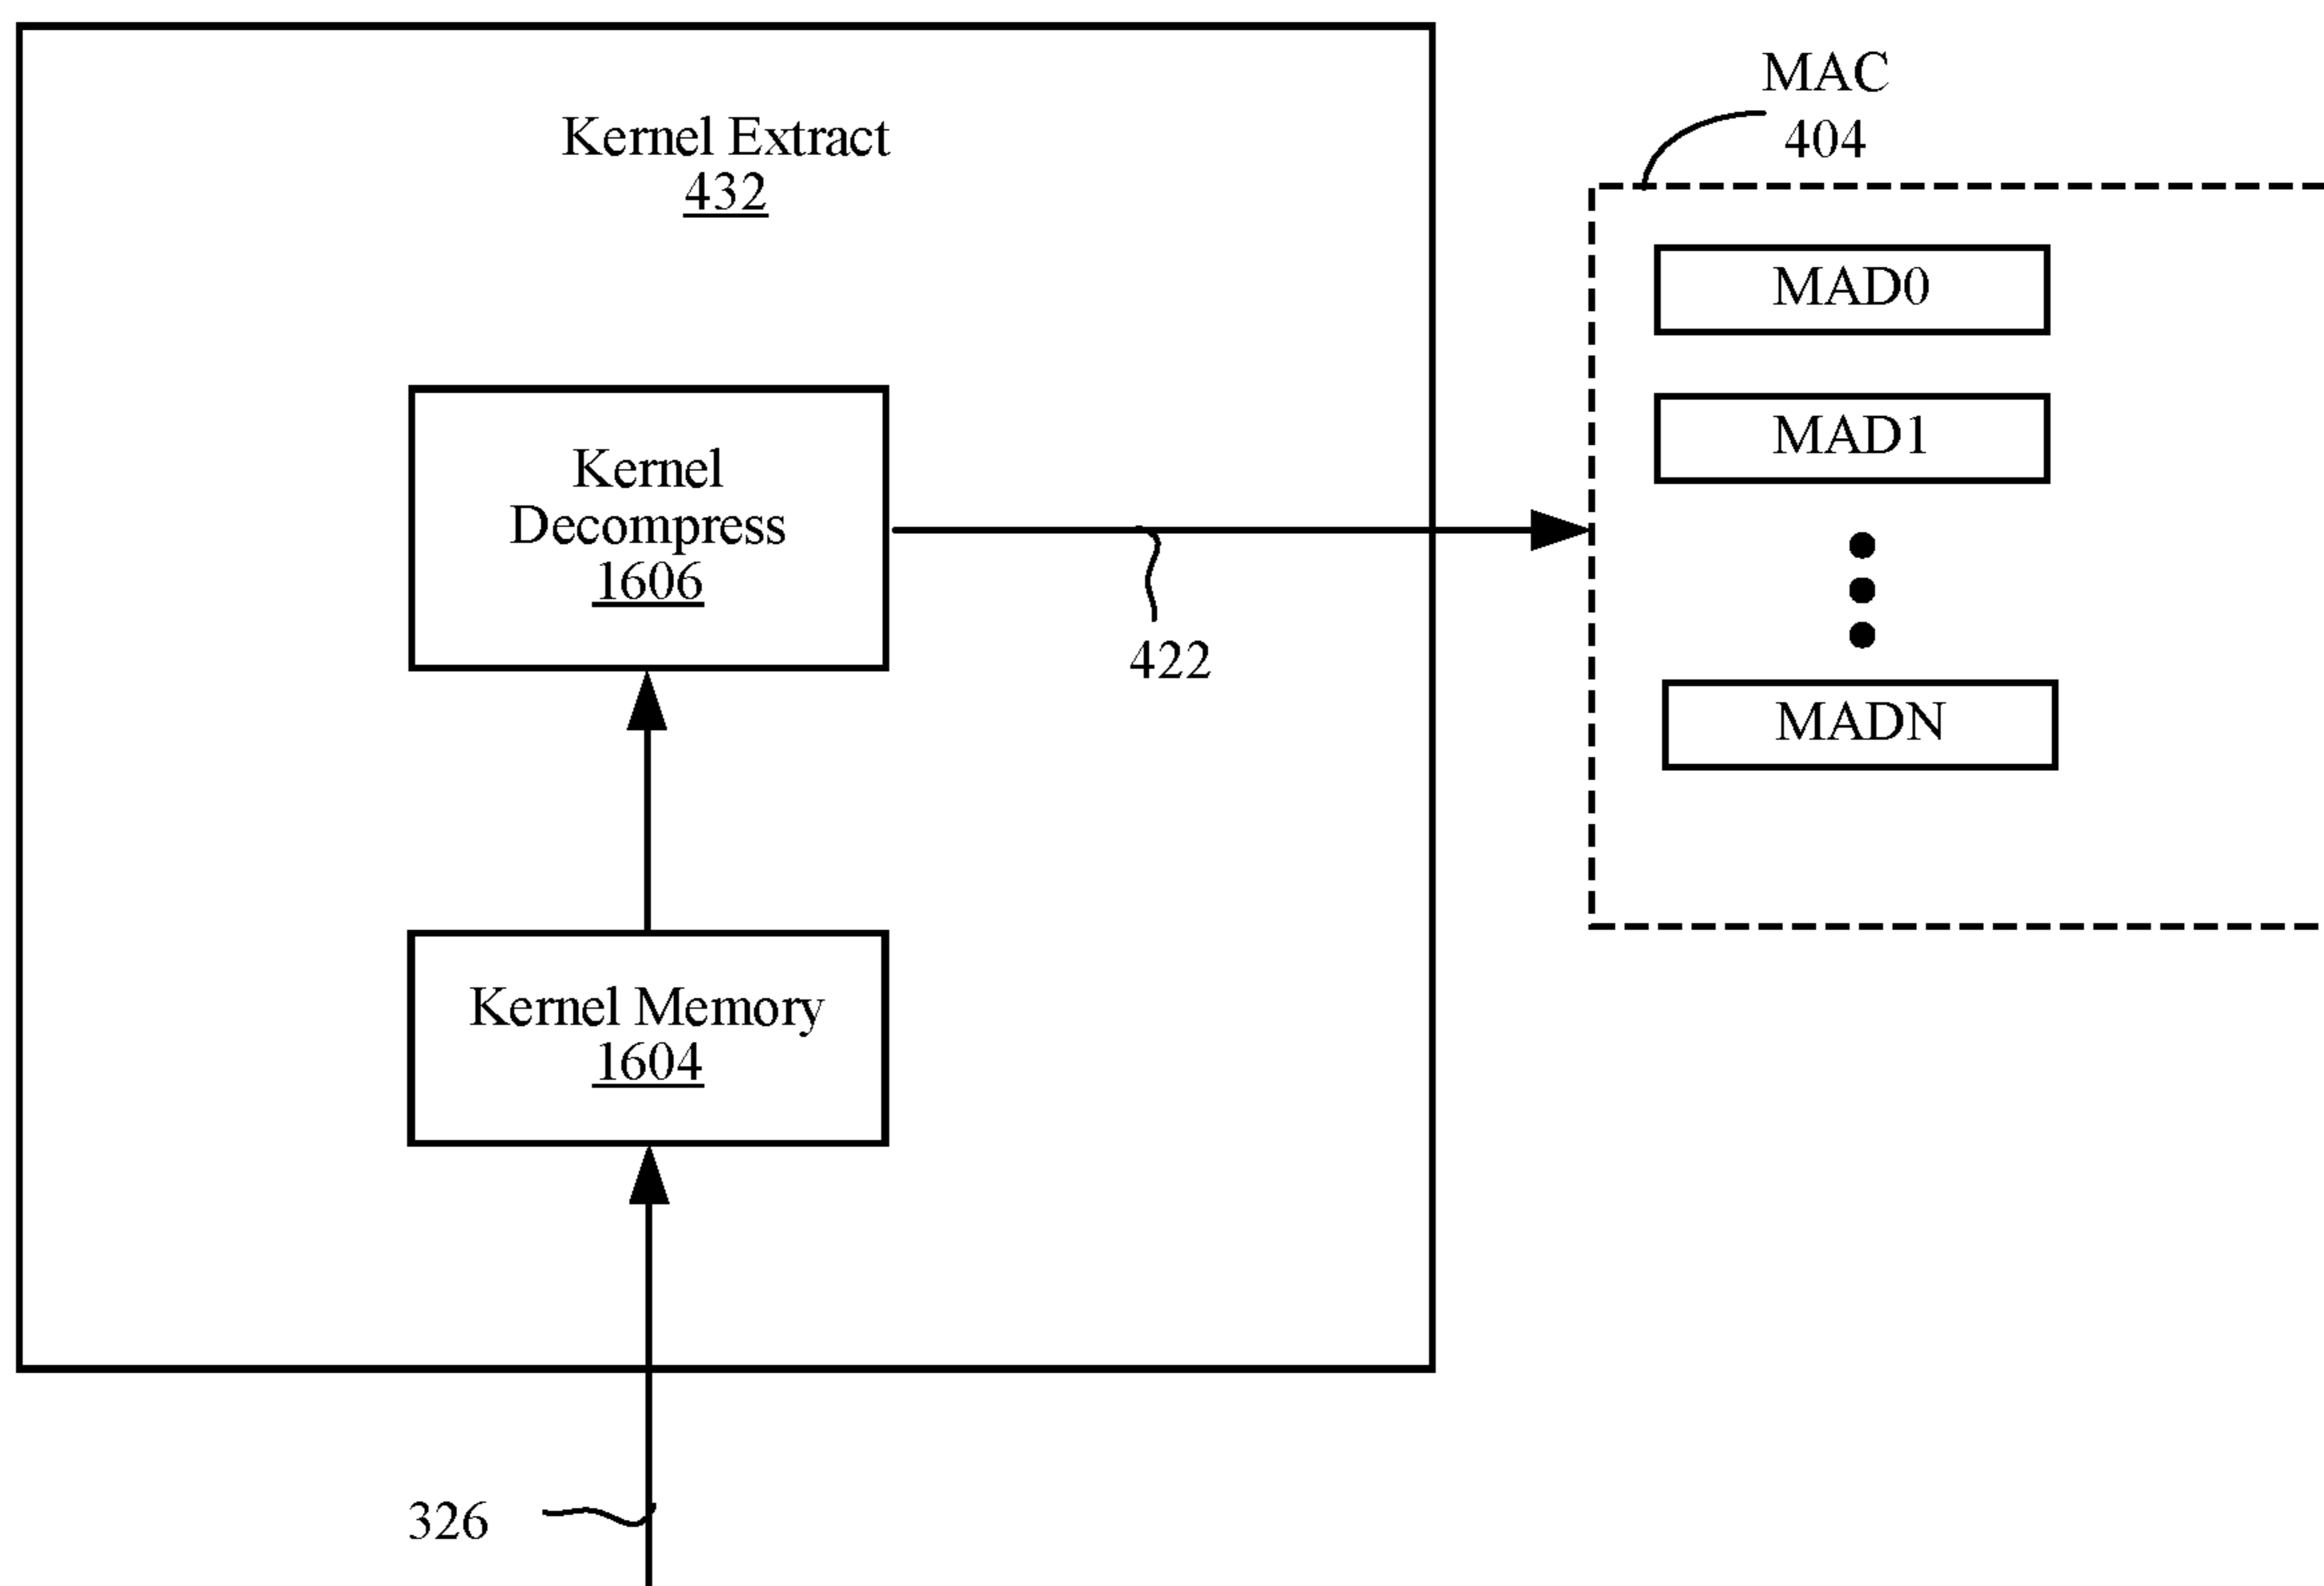 Kernel Extract
432
MAC
404
MAD0
MAD1
MADN
Kernel
Decompress
1606
422
Kernel Memory
1604
326